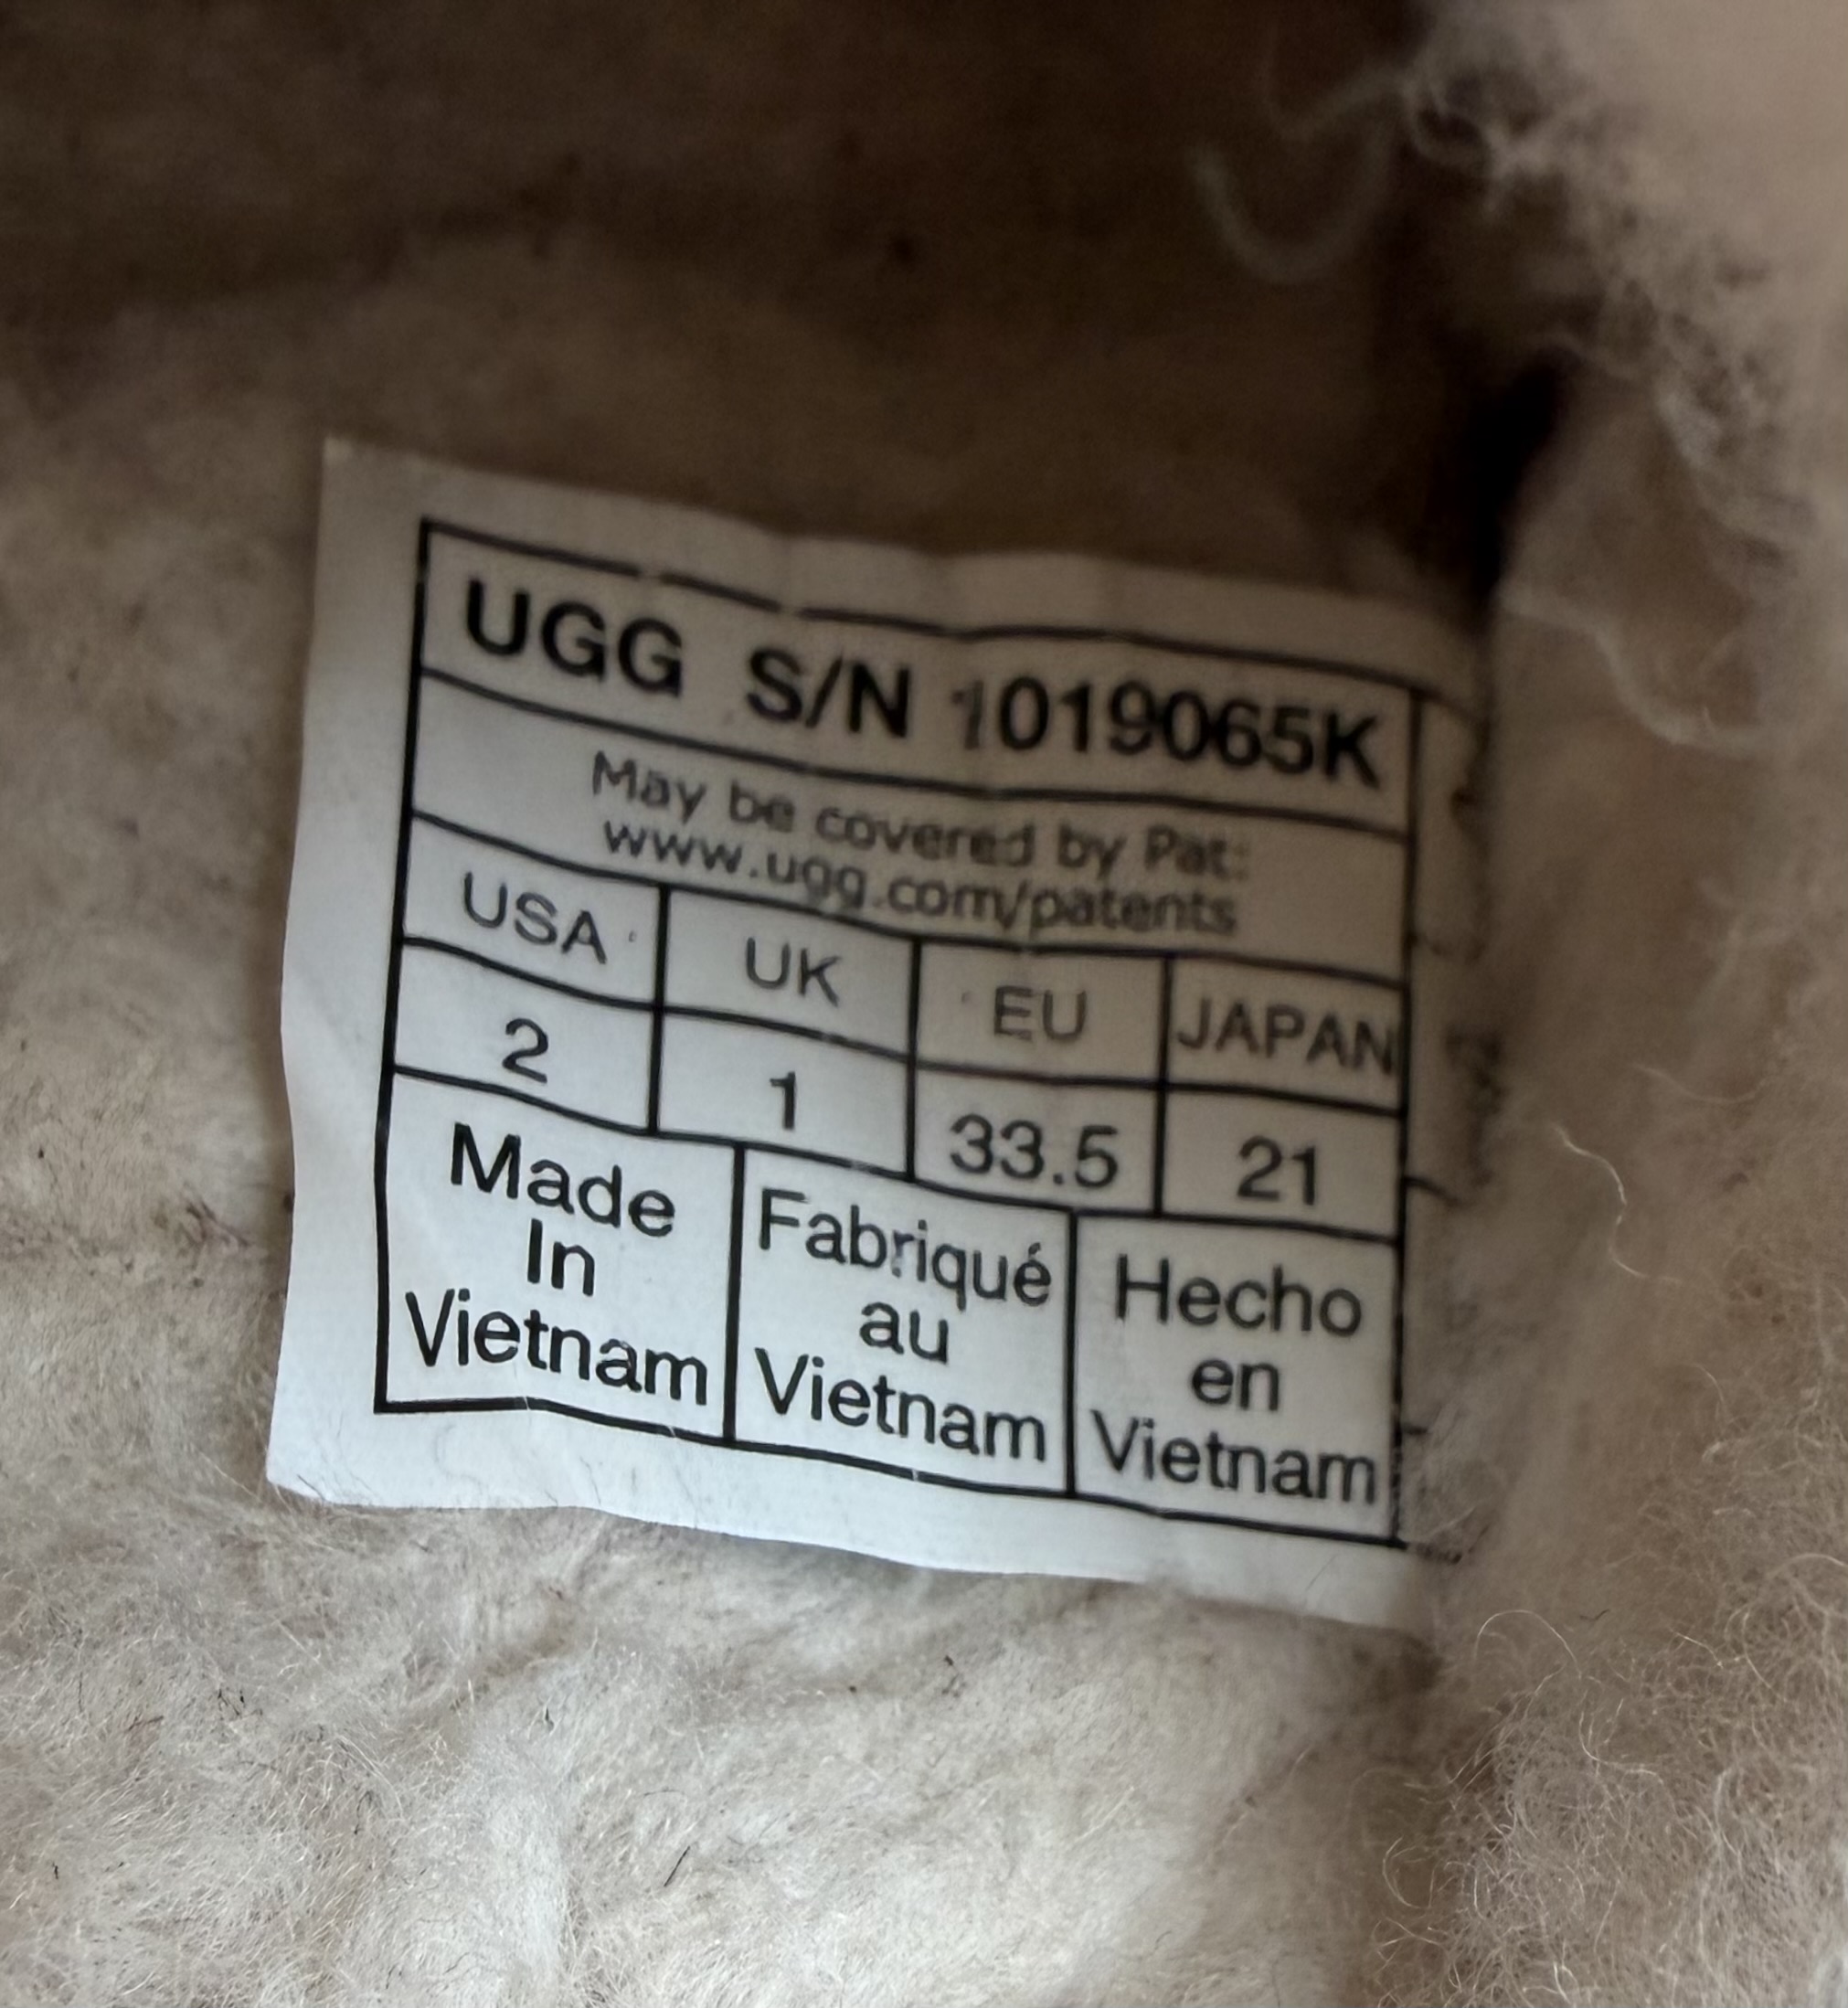 UGG S/N 1019065K
May be covered by Pat:
www.ugg.com/patents
USA UK EU JAPAN
2 1 33.5 21
Made
In
Vietnam
Fabriqué
au
Vietnam
Hecho
en
Vietnam